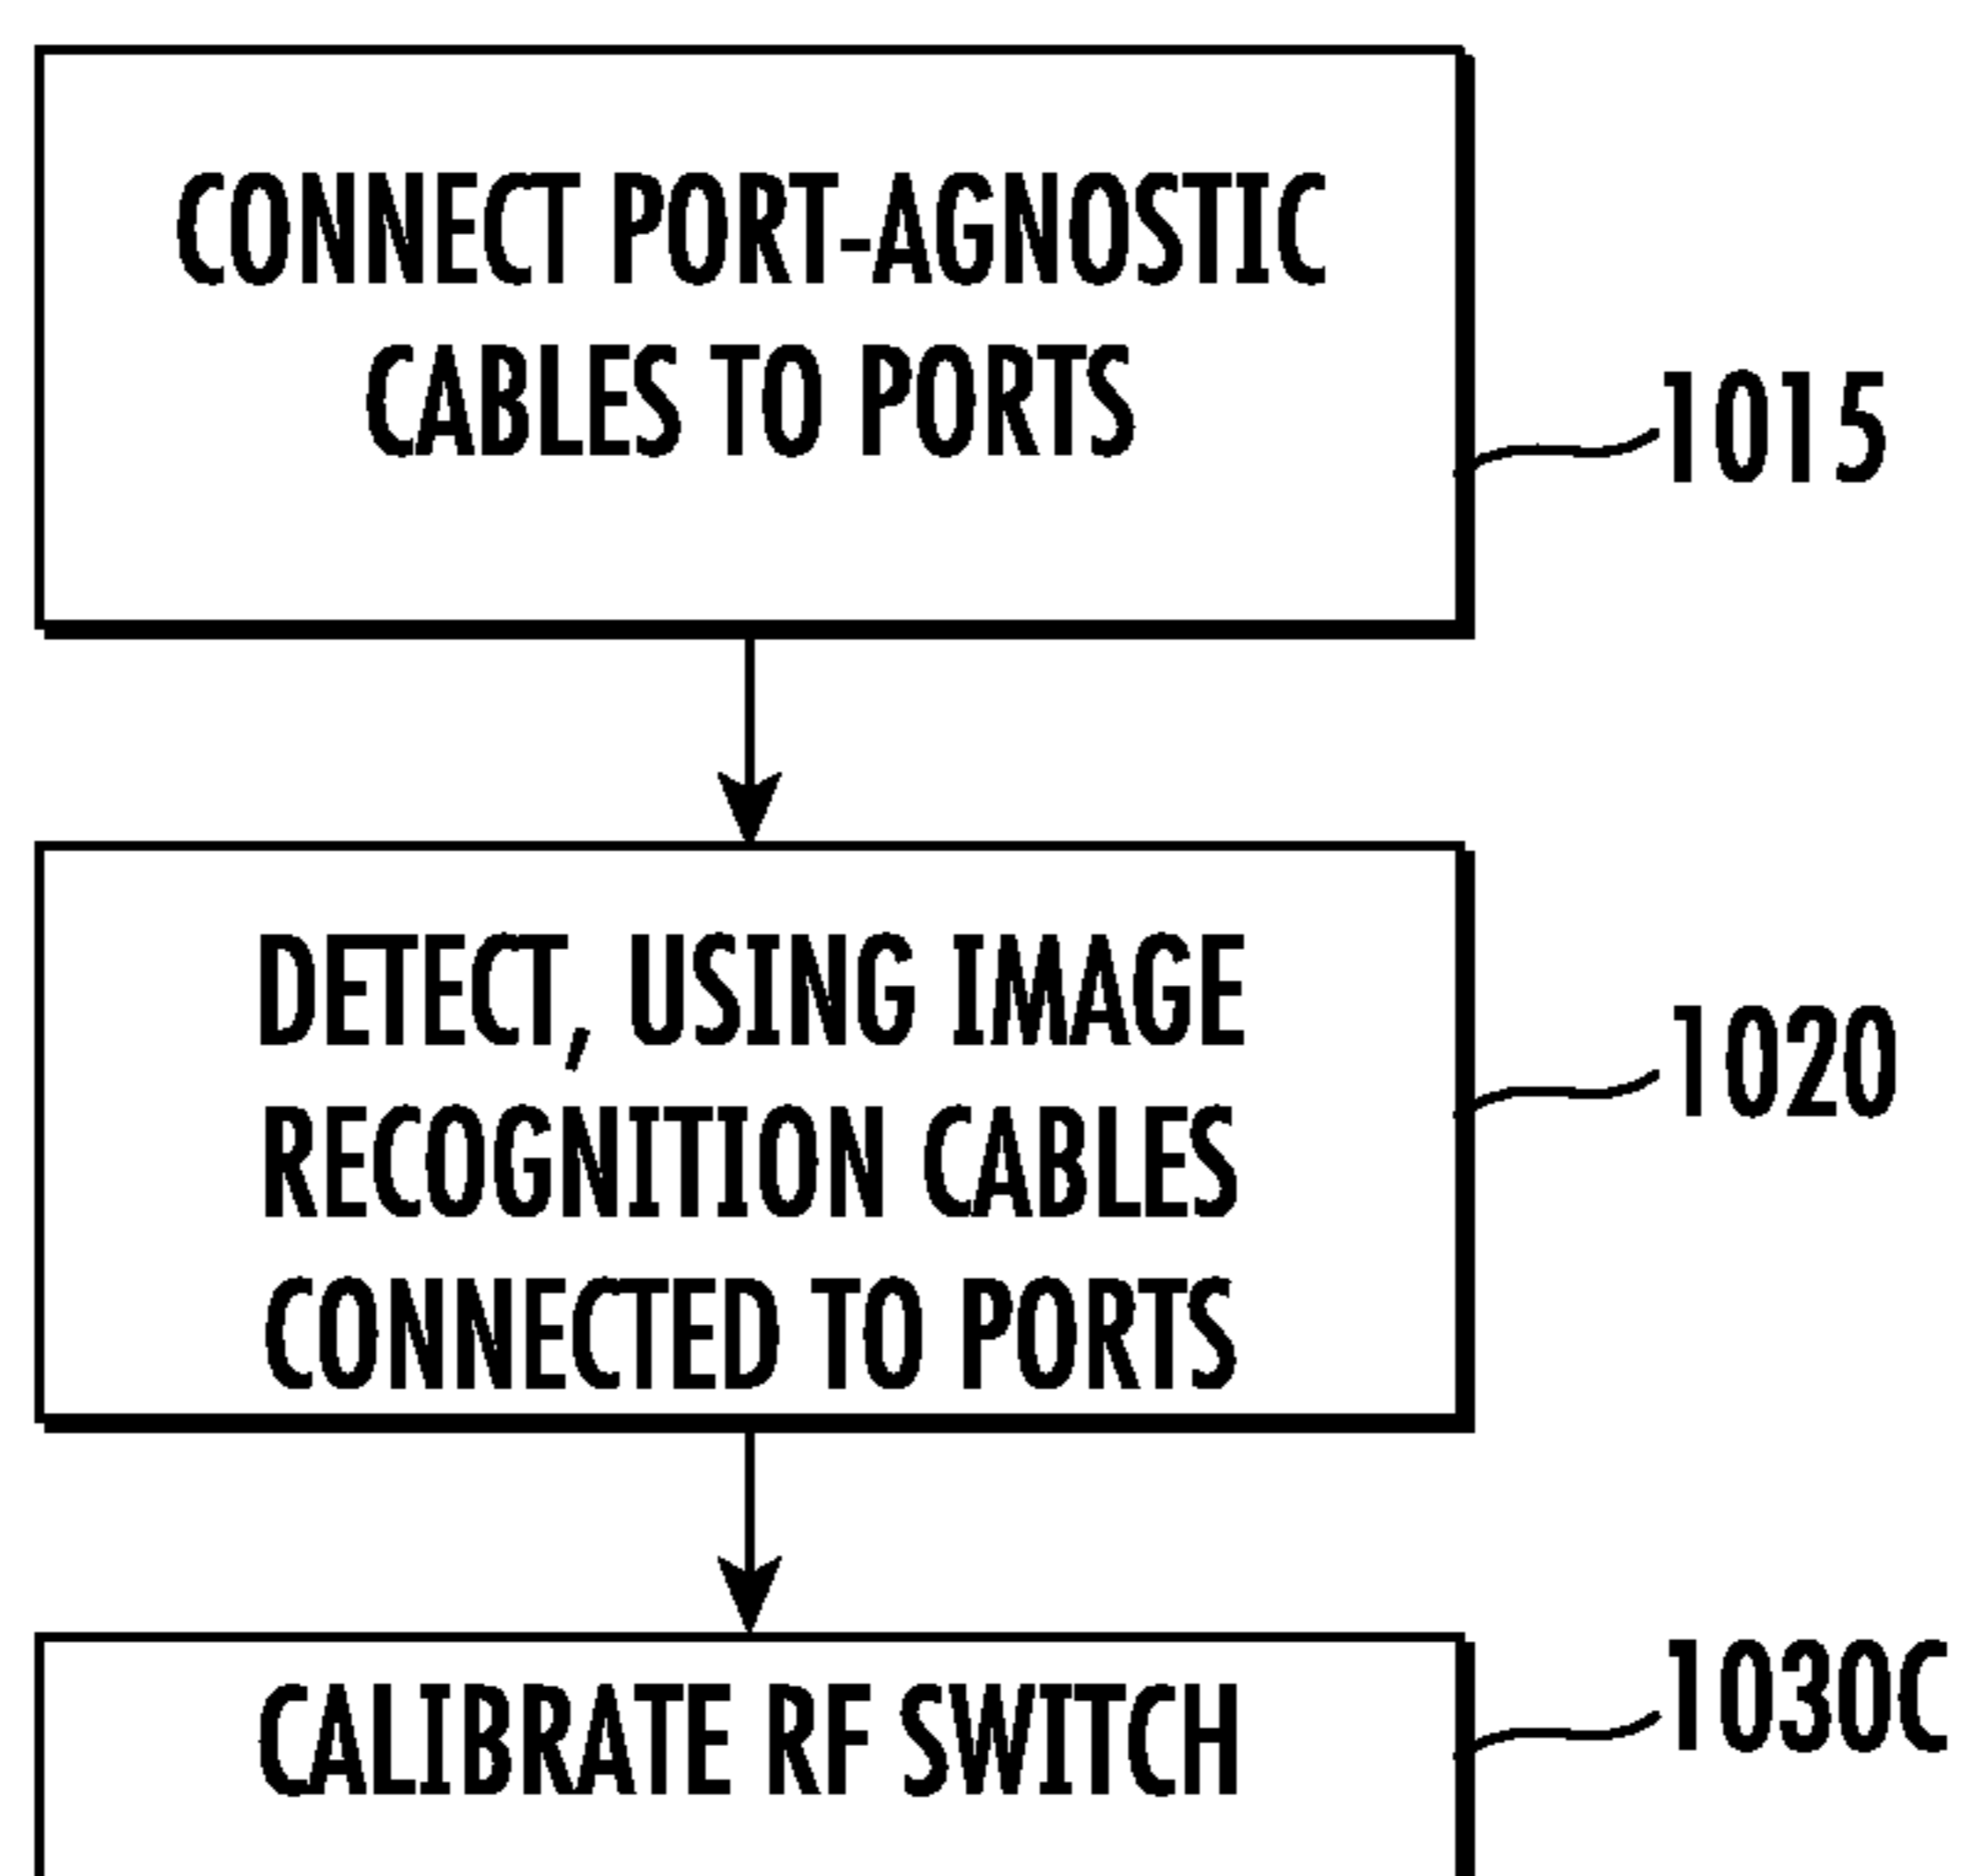 CONNECT PORT-AGNOSTIC
CABLES TO PORTS
1015
DETECT, USING IMAGE
RECOGNITION CABLES
CONNECTED TO PORTS
1020
CALIBRATE RF SWITCH
1030C